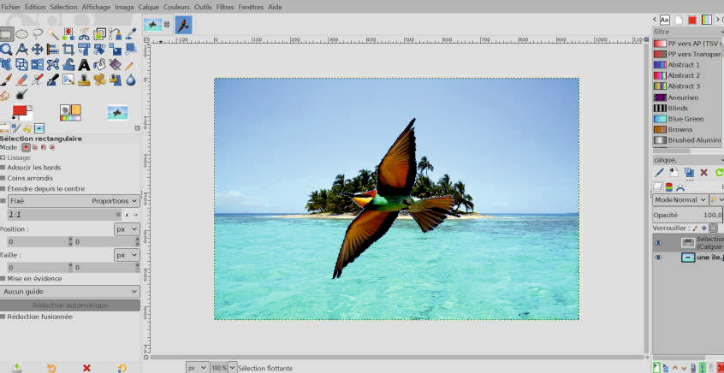 Fichier Édition Sélection Affichage Image Calque Couleurs Outils Filtres Fenêtres Aide
filtre
PP vers AP (TSV
PP vers Transpar
Abstract 1
Abstract 2
Abstract 3
Aneurism
Blinds
Blue Green
Browns
Brushed Alumini
Sélection rectangulaire
Mode :
Lissage
Adoucir les bords
Coins arrondis
Étendre depuis le centre
Fixé Proportions
1:1
Position : px
0 0
Taille : px
0 0
Mise en évidence
Aucun guide
Réduction automatique
Réduction fusionnée
calque,
Mode Normal
Opacité 100,0
Verrouiller :
Sélection
(Calque
une île.j
px 100 % Sélection flottante